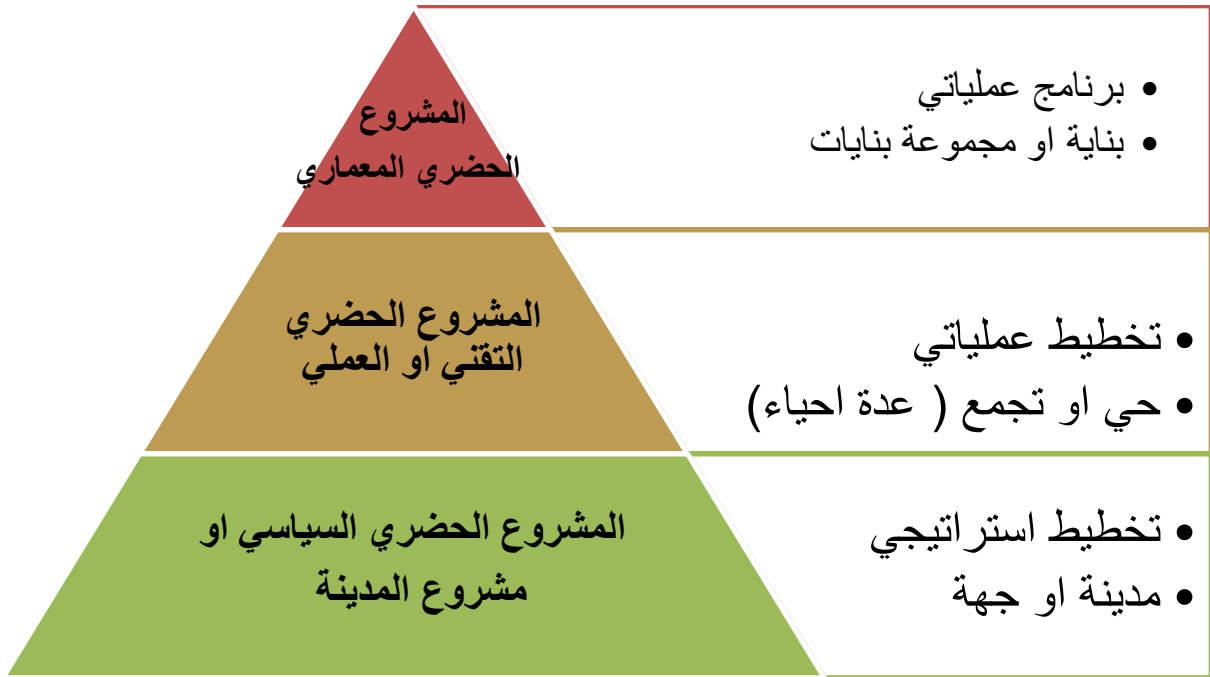 المشروع
الحضري المعماري
• برنامج عملياتي
• بناية او مجموعة بنايات
المشروع الحضري
التقني او العملي
• تخطيط عملياتي
• حي او تجمع ( عدة احياء)
المشروع الحضري السياسي او
مشروع المدينة
• تخطيط استراتيجي
• مدينة او جهة